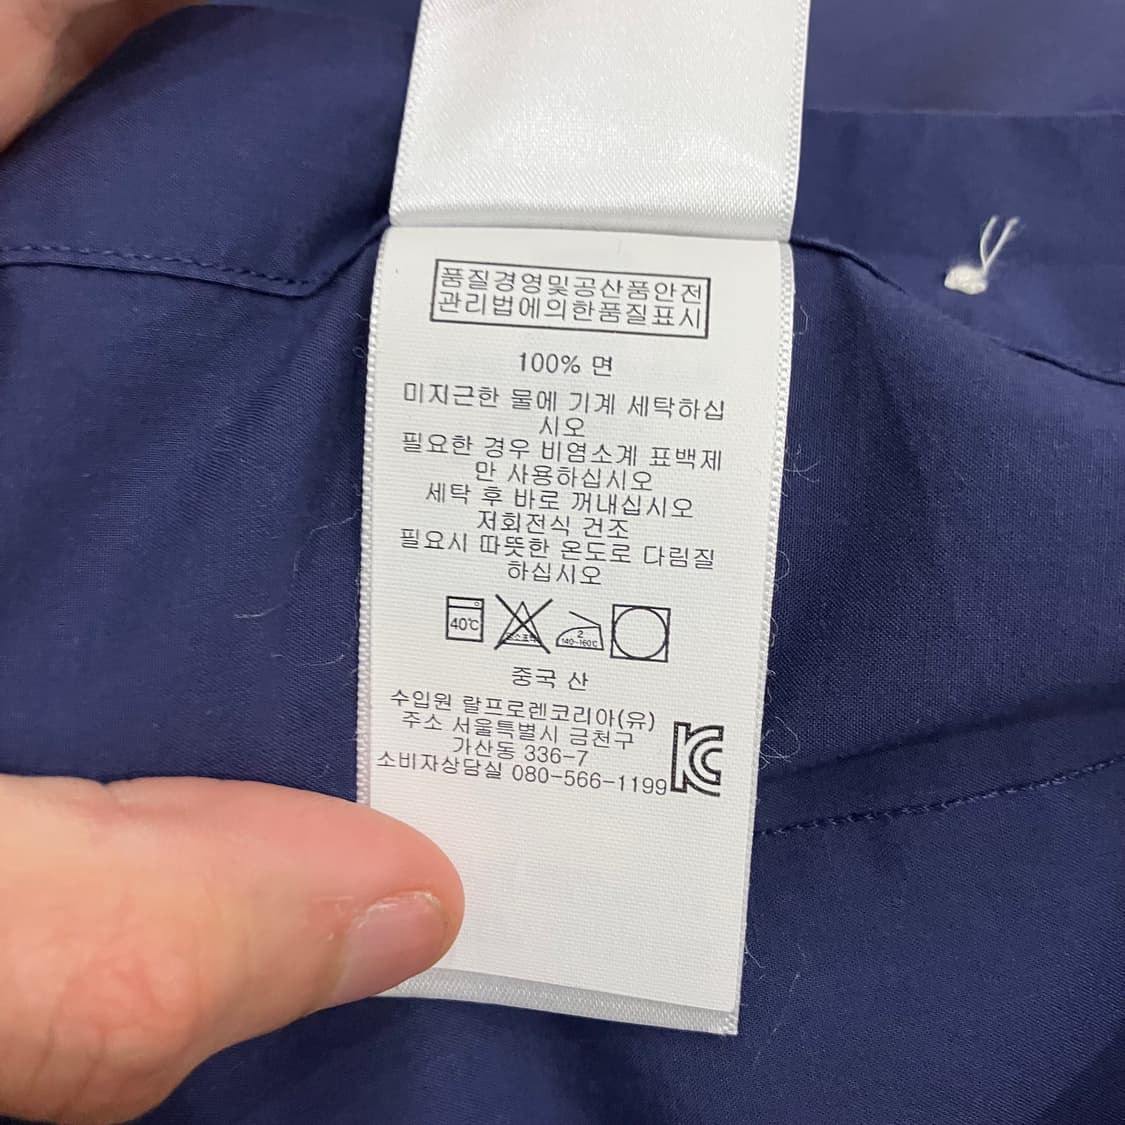 품질경영및공산품안전
관리법에의한품질표시
100% 면
미지근한 물에 기계 세탁하십
시오
필요한 경우 비염소계 표백제
만 사용하십시오
세탁 후 바로 꺼내십시오
저회전식 건조
필요시 따뜻한 온도로 다림질
하십시오
40℃
염소표백
2
140~160℃
중국 산
수입원 랄프로렌코리아(유)
주소 서울특별시 금천구
가산동 336-7
소비자상담실 080-566-1199
KC